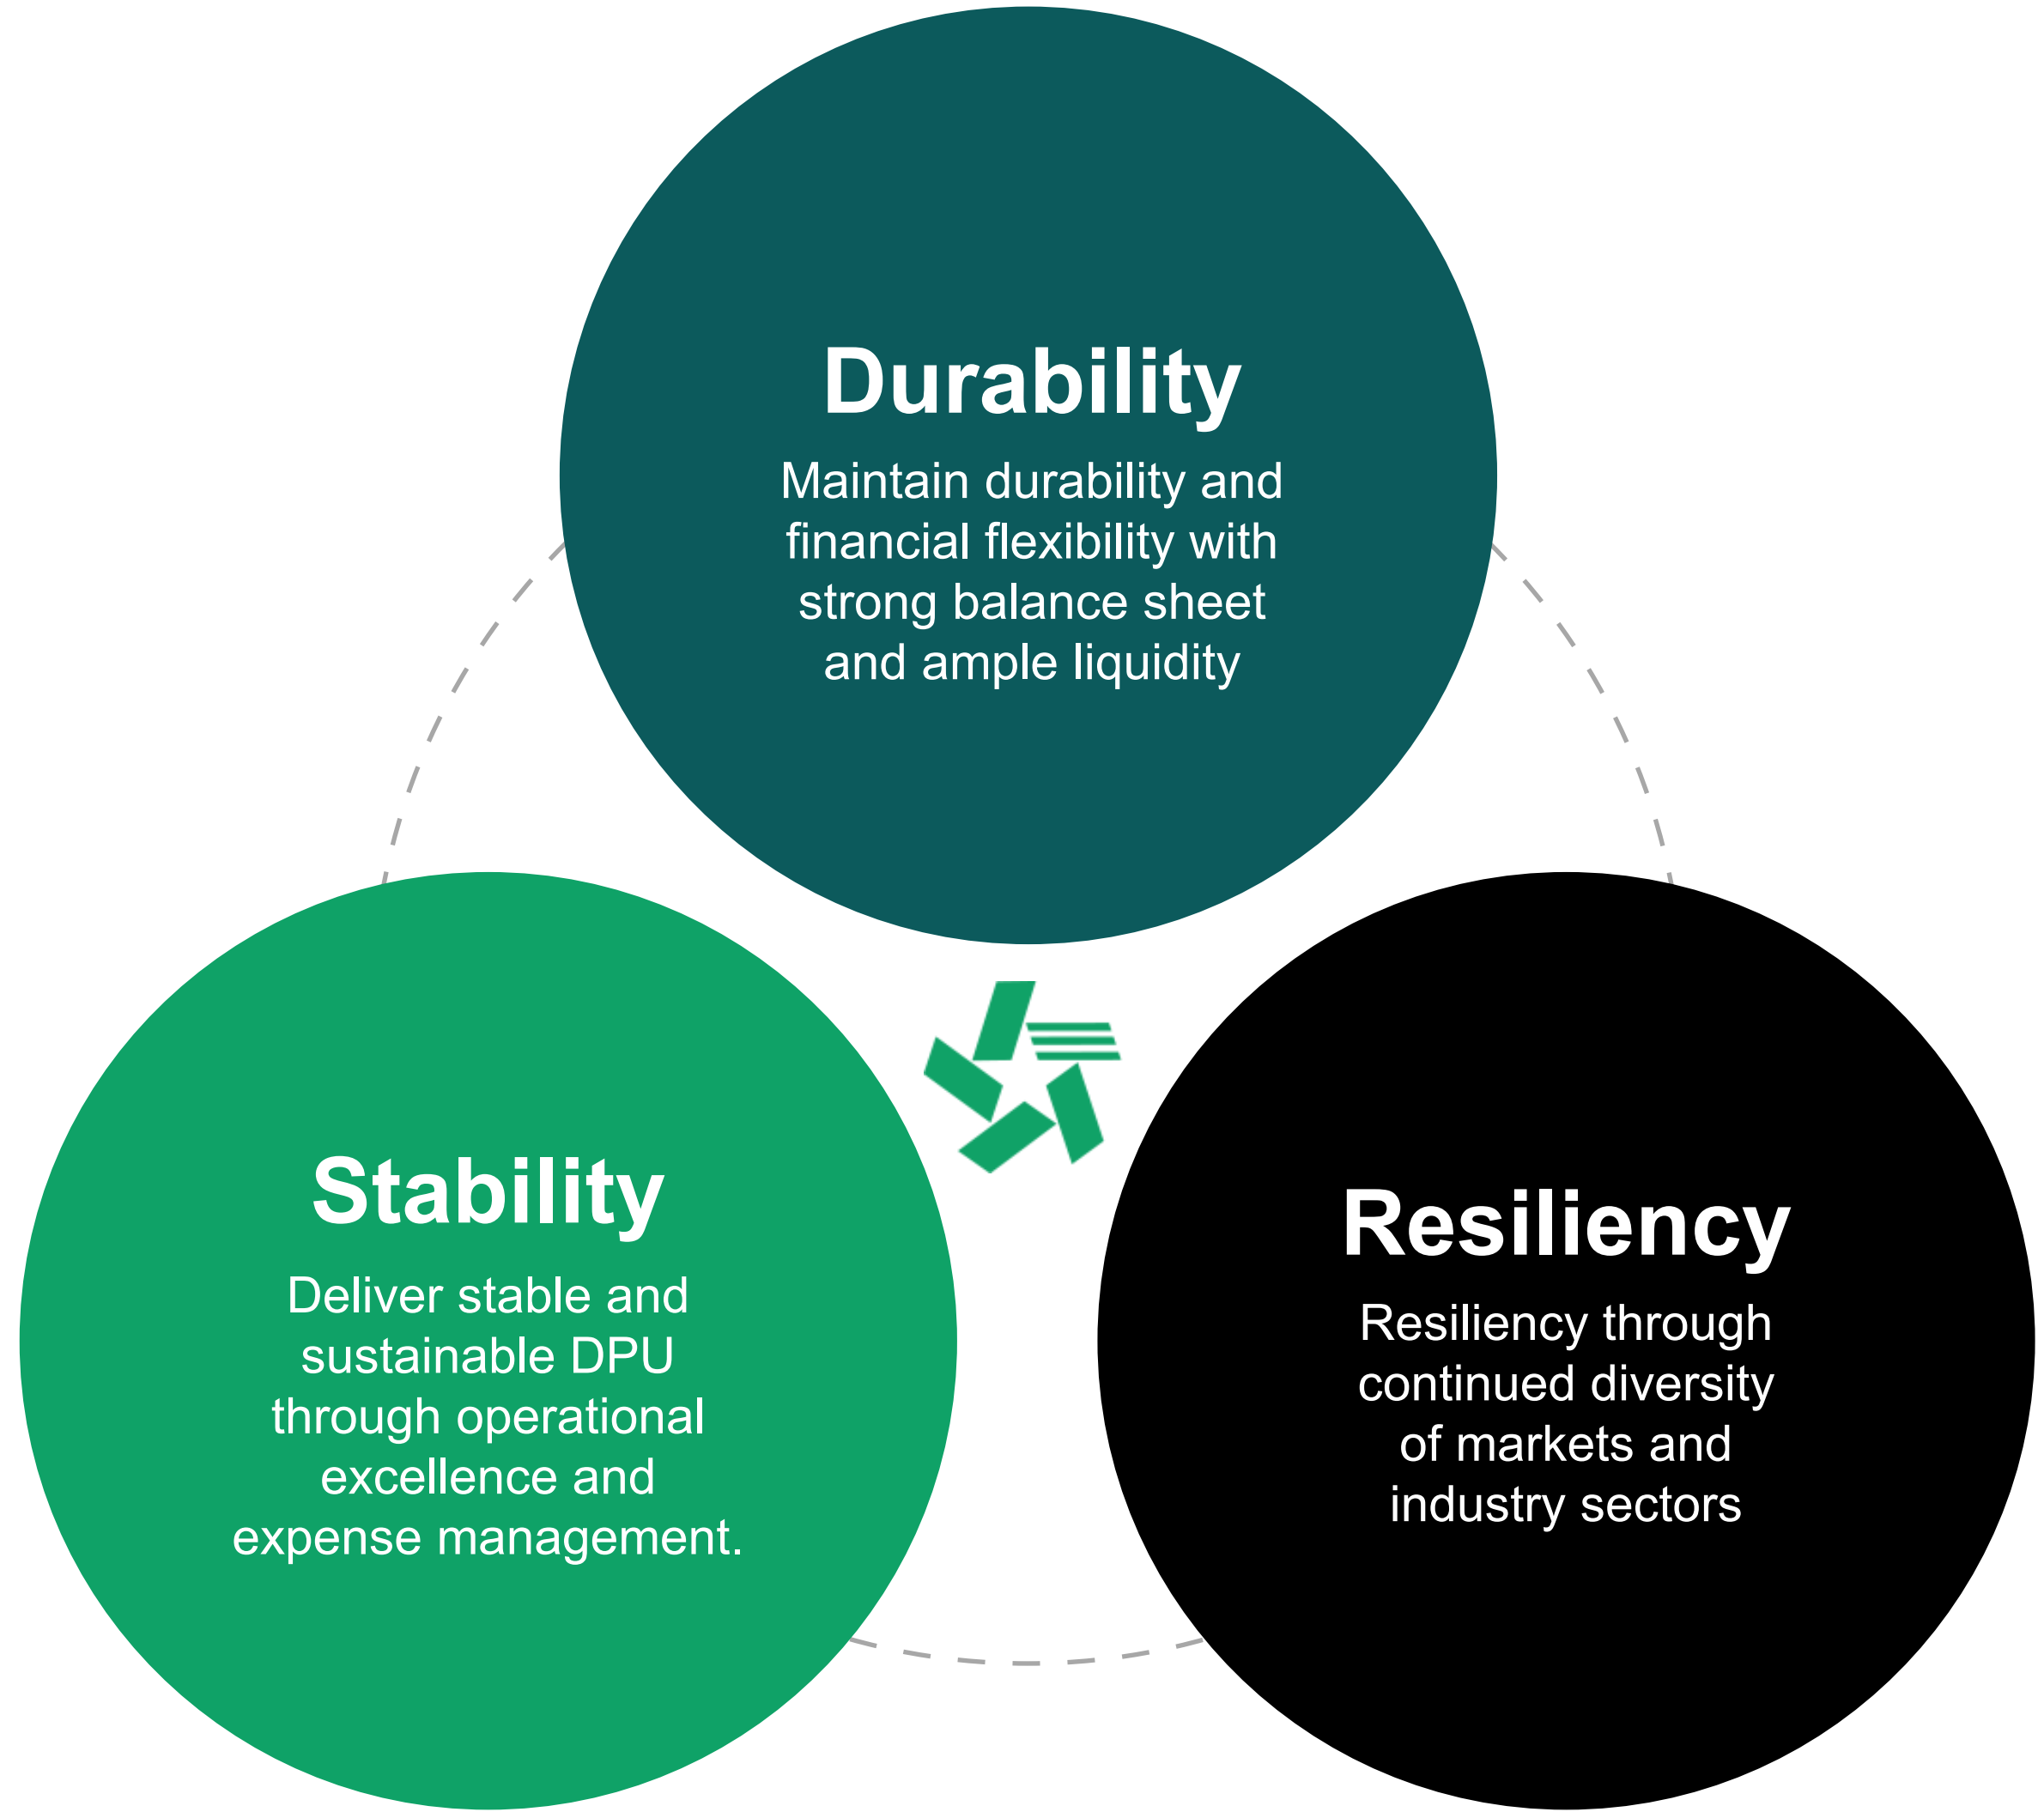 Durability
Maintain durability and
financial flexibility with
strong balance sheet
and ample liquidity
Stability
Deliver stable and
sustainable DPU
through operational
excellence and
expense management.
Resiliency
Resiliency through
continued diversity
of markets and
industry sectors